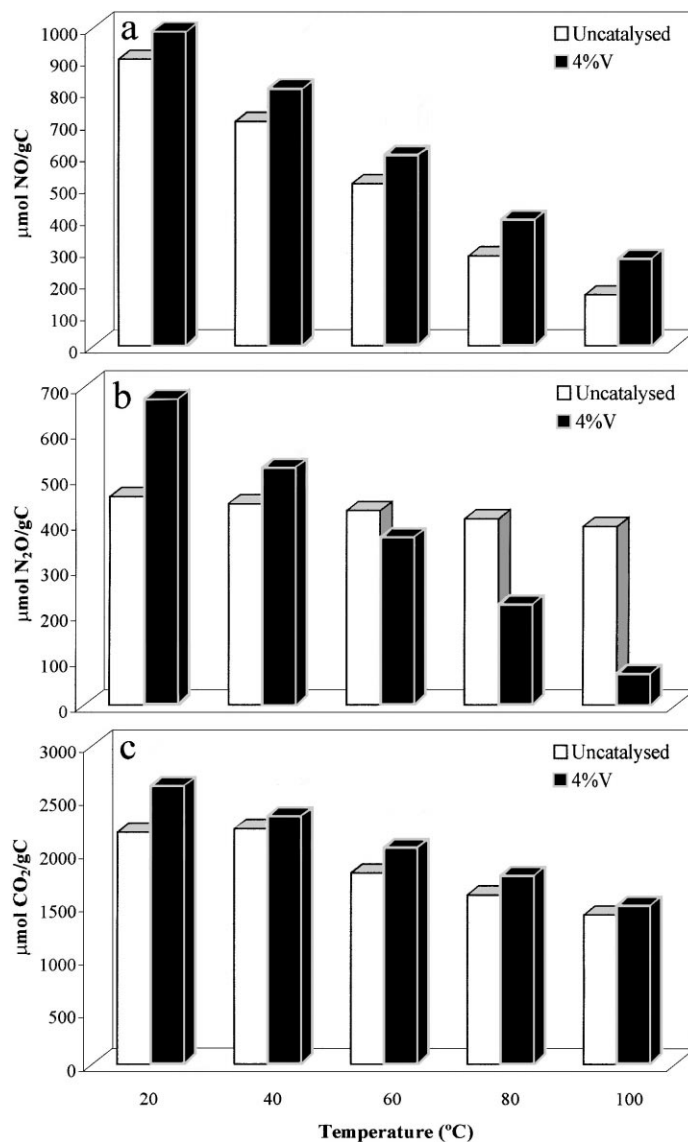 a
Uncatalysed
4%V
1000
900
800
700
600
500
400
300
200
100
0
μmol NO/gC
b
Uncatalysed
4%V
700
600
500
400
300
200
100
0
μmol N₂O/gC
c
Uncatalysed
4%V
3000
2500
2000
1500
1000
500
0
μmol CO₂/gC
20 40 60 80 100
Temperature (ºC)